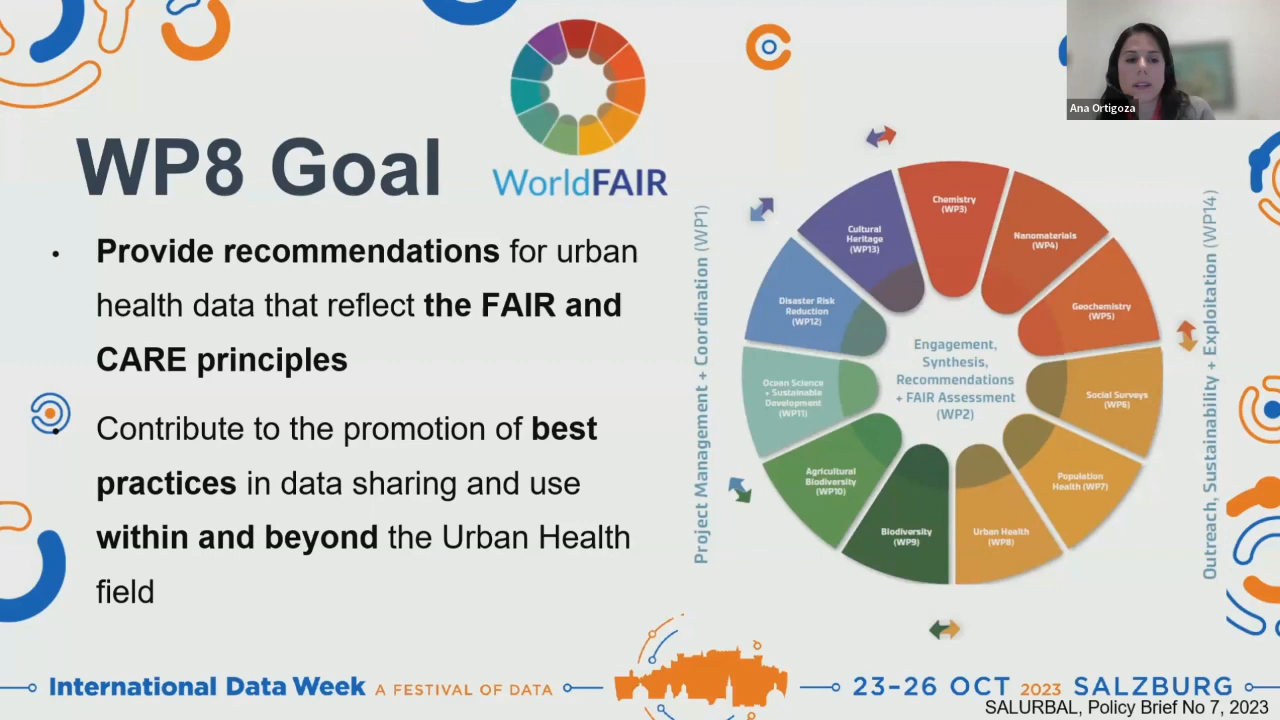 Ana Ortigoza
WP8 Goal
WorldFAIR
• Provide recommendations for urban
health data that reflect the FAIR and
CARE principles
• Contribute to the promotion of best
practices in data sharing and use
within and beyond the Urban Health
field
Project Management + Coordination (WP1)
Chemistry
(WP3)
Nanomaterials
(WP4)
Geochemistry
(WP5)
Social Surveys
(WP6)
Population
Health (WP7)
Urban Health
(WP8)
Biodiversity
(WP9)
Agricultural
Biodiversity
(WP10)
Ocean Science
+ Sustainable
Development
(WP11)
Disaster Risk
Reduction
(WP12)
Cultural
Heritage
(WP13)
Engagement,
Synthesis,
Recommendations
+ FAIR Assessment
(WP2)
Outreach, Sustainability + Exploitation (WP14)
International Data Week A FESTIVAL OF DATA
23–26 OCT 2023 SALZBURG
SALURBAL, Policy Brief No 7, 2023